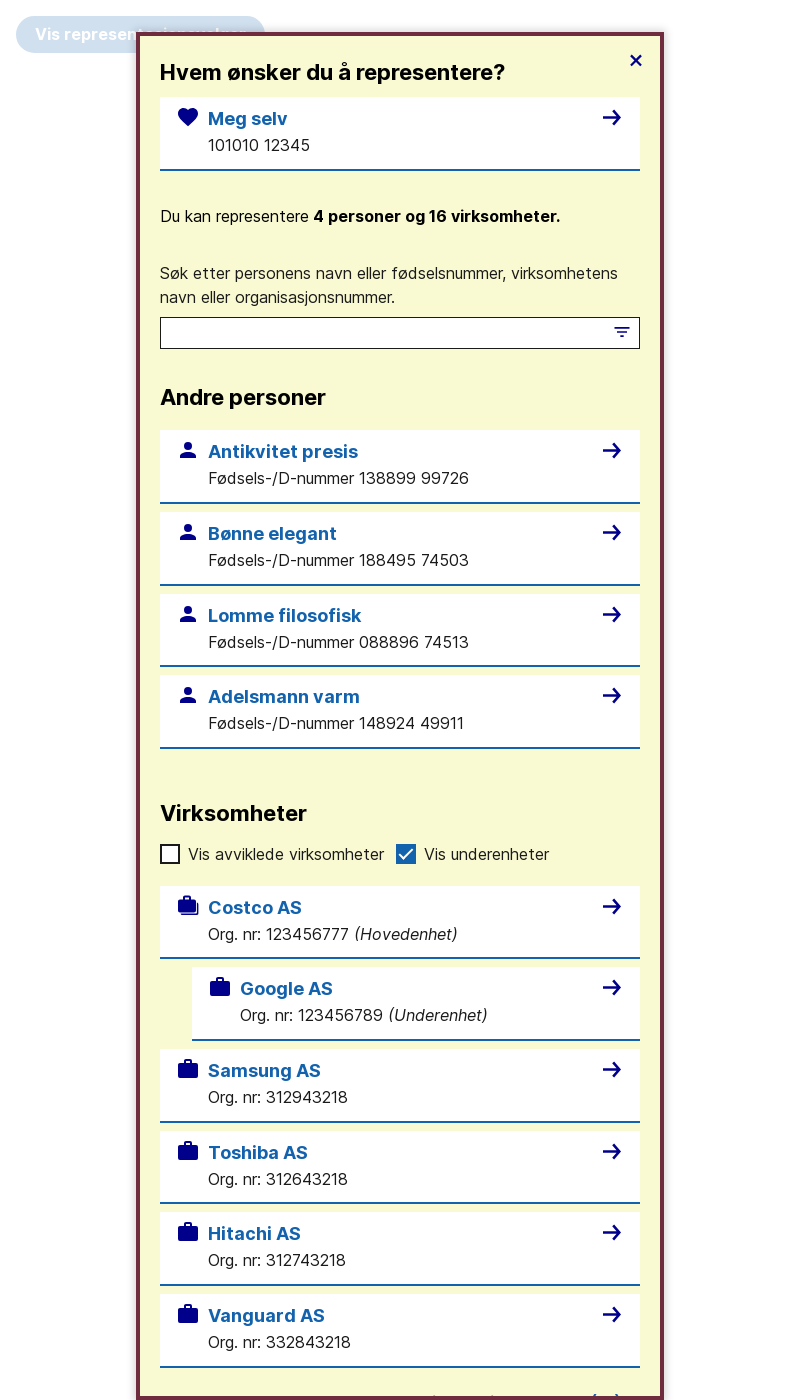 Vis represen
Hvem ønsker du å representere?
Meg selv
101010 12345
Du kan representere 4 personer og 16 virksomheter.
Søk etter personens navn eller fødselsnummer, virksomhetens
navn eller organisasjonsnummer.
Andre personer
Antikvitet presis
Fødsels-/D-nummer 138899 99726
Bønne elegant
Fødsels-/D-nummer 188495 74503
Lomme filosofisk
Fødsels-/D-nummer 088896 74513
Adelsmann varm
Fødsels-/D-nummer 148924 49911
Virksomheter
Vis avviklede virksomheter Vis underenheter
Costco AS
Org. nr: 123456777 (Hovedenhet)
Google AS
Org. nr: 123456789 (Underenhet)
Samsung AS
Org. nr: 312943218
Toshiba AS
Org. nr: 312643218
Hitachi AS
Org. nr: 312743218
Vanguard AS
Org. nr: 332843218